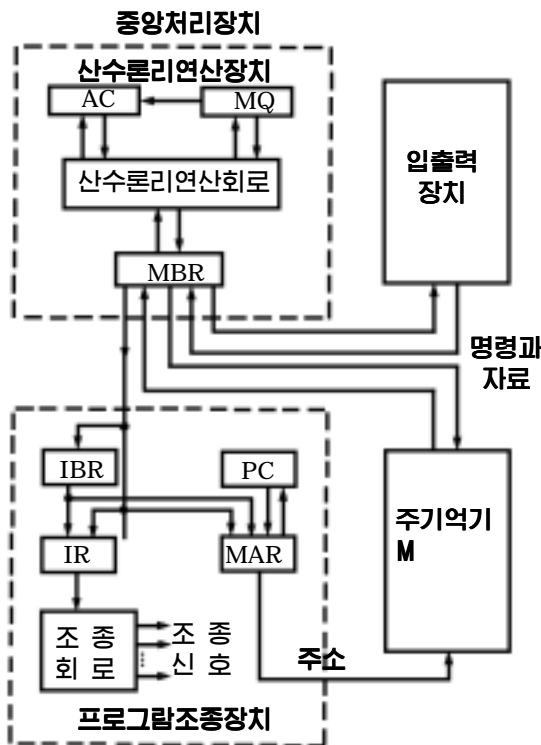 중앙처리장치
산수론리연산장치
AC
MQ
산수론리연산회로
MBR
입출력
장치
명령과
자료
IBR
PC
IR
MAR
주기억기
M
조 종
회로
조 종
신 호
주소
프로그람조종장치